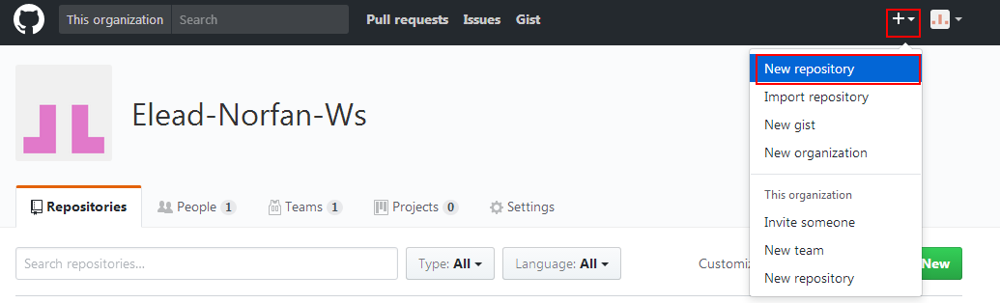 This organization Search Pull requests Issues Gist
New repository
Import repository
New gist
New organization
This organization
Invite someone
New team
New repository
Elead-Norfan-Ws
Repositories People 1 Teams 1 Projects 0 Settings
Search repositories... Type: All Language: All Customiz New